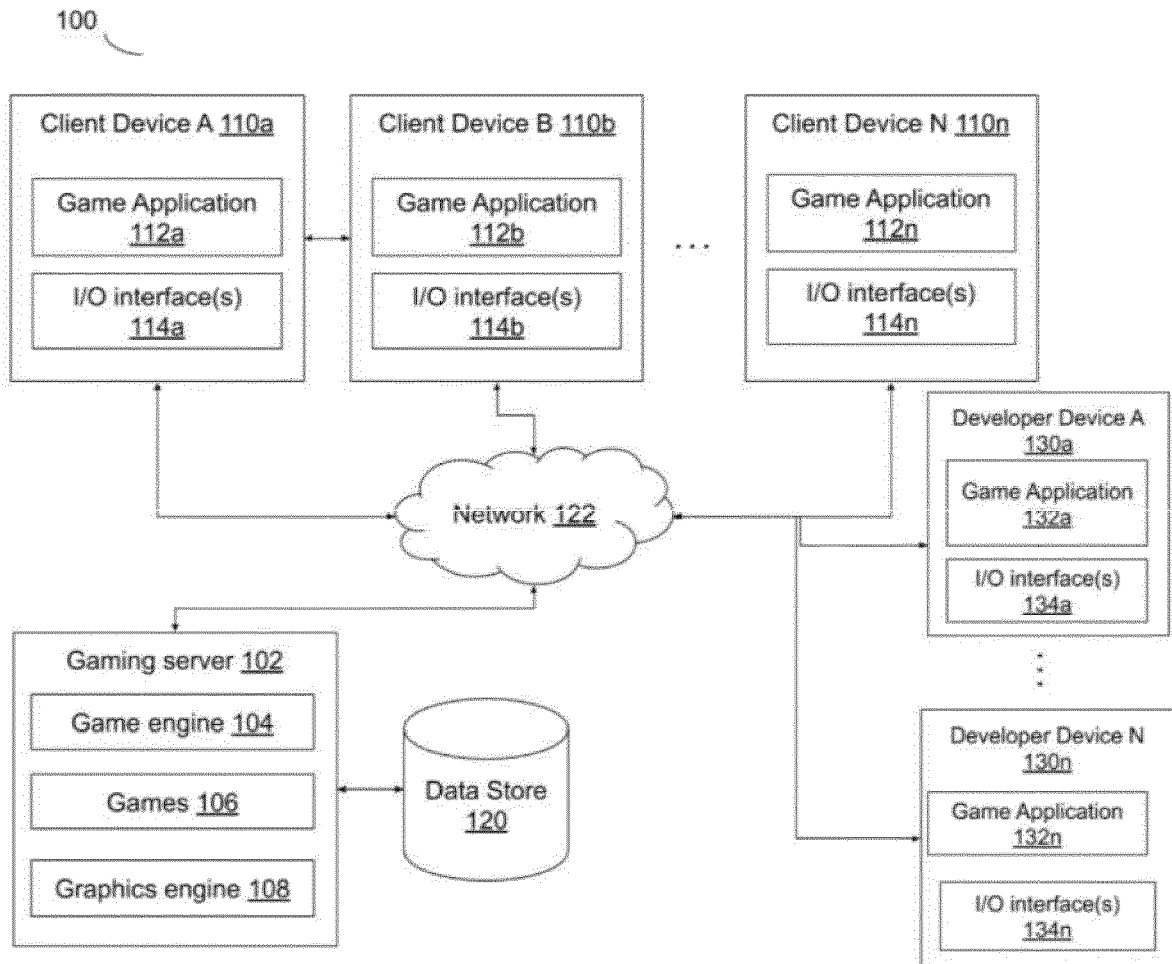 100
Client Device A 110a
Game Application
112a
I/O interface(s)
114a
Client Device B 110b
Game Application
112b
I/O interface(s)
114b
...
Client Device N 110n
Game Application
112n
I/O interface(s)
114n
Network 122
Developer Device A
130a
Game Application
132a
I/O interface(s)
134a
Gaming server 102
Game engine 104
Games 106
Graphics engine 108
Data Store
120
Developer Device N
130n
Game Application
132n
I/O interface(s)
134n